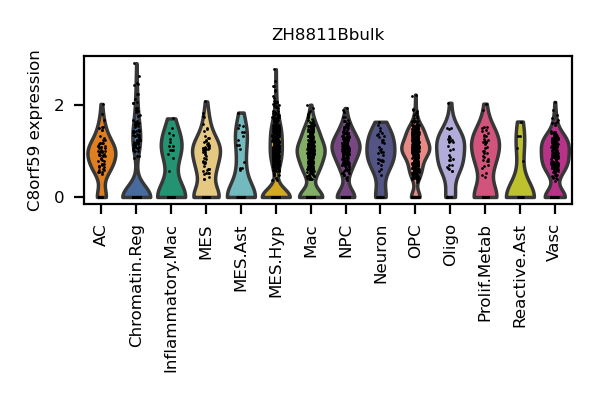 ZH8811Bbulk
C8orf59 expression
2
0
AC
Chromatin.Reg
Inflammatory.Mac
MES
MES.Ast
MES.Hyp
Mac
NPC
Neuron
OPC
Oligo
Prolif.Metab
Reactive.Ast
Vasc